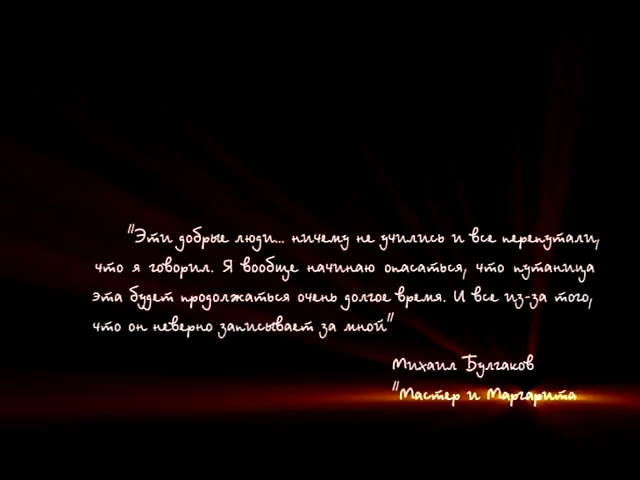 "Эти добрые люди... ничему не учились и все перепутали,
что я говорил. Я вообще начинаю опасаться, что путаница
эта будет продолжаться очень долгое время. И все из-за того,
что он неверно записывает за мной"
Михаил Булгаков
"Мастер и Маргарита